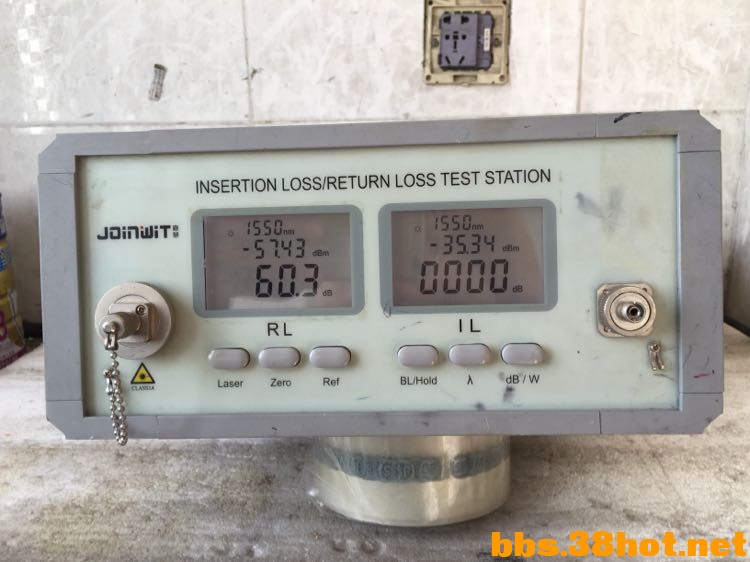 INSERTION LOSS/RETURN LOSS TEST STATION
JOINWIT
1550nm
-57.43 dBm
60.3 dB
1550nm
-35.34 dBm
0000 dB
RL
IL
Laser
Zero
Ref
BL/Hold
λ
dB / W
CLASS1A
bbs.38hot.net